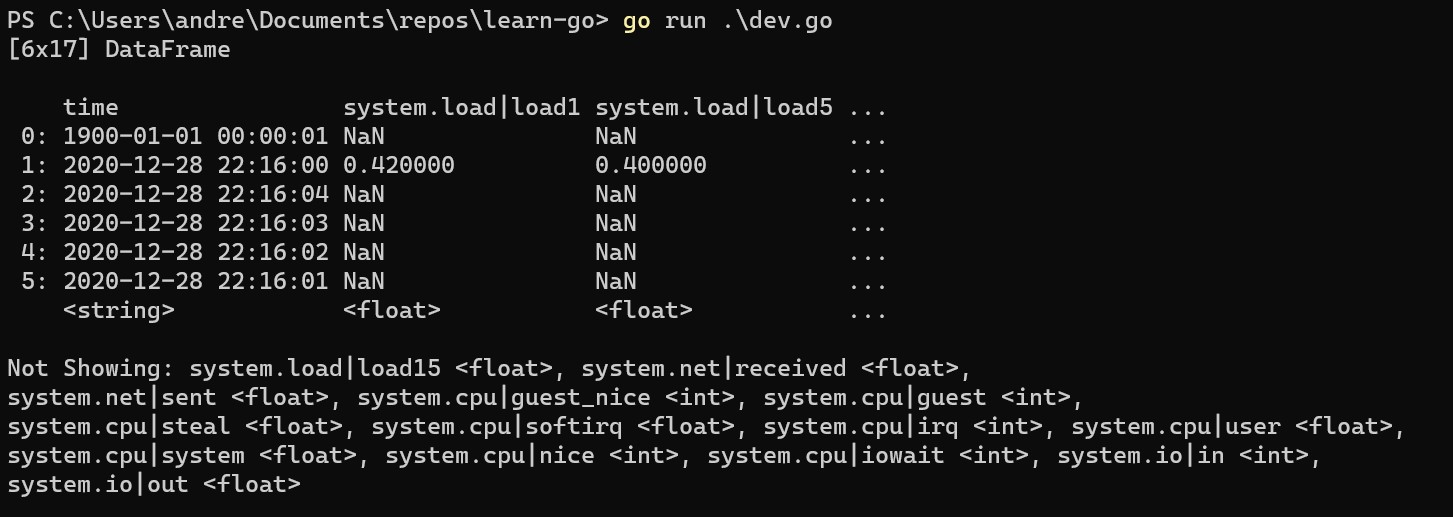 PS C:\Users\andre\Documents\repos\learn-go> go run .\dev.go
[6x17] DataFrame

    time                system.load|load1 system.load|load5 ...
 0: 1900-01-01 00:00:01 NaN               NaN               ...
 1: 2020-12-28 22:16:00 0.420000          0.400000          ...
 2: 2020-12-28 22:16:04 NaN               NaN               ...
 3: 2020-12-28 22:16:03 NaN               NaN               ...
 4: 2020-12-28 22:16:02 NaN               NaN               ...
 5: 2020-12-28 22:16:01 NaN               NaN               ...
    <string>            <float>           <float>           ...

Not Showing: system.load|load15 <float>, system.net|received <float>,
system.net|sent <float>, system.cpu|guest_nice <int>, system.cpu|guest <int>,
system.cpu|steal <float>, system.cpu|softirq <float>, system.cpu|irq <int>, system.cpu|user <float>,
system.cpu|system <float>, system.cpu|nice <int>, system.cpu|iowait <int>, system.io|in <int>,
system.io|out <float>